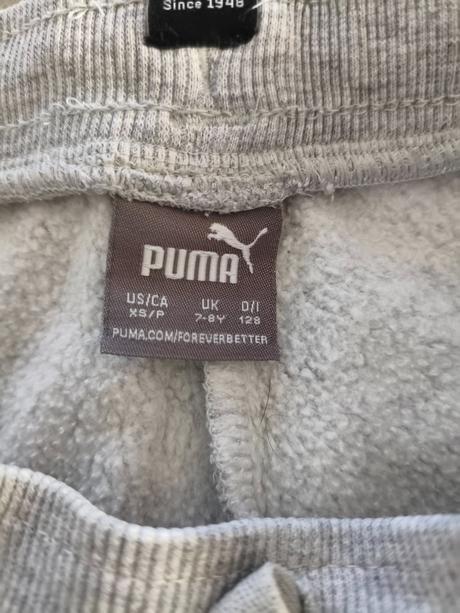 Since 1948
PUMA
US/CA UK D/I
XS/P 7-8Y 128
PUMA.COM/FOREVERBETTER